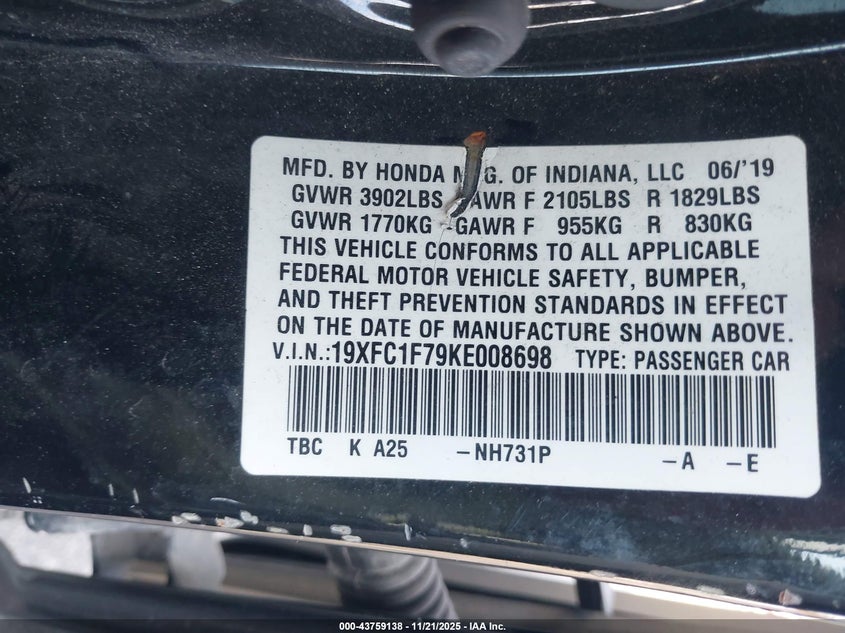 MFD. BY HONDA M G. OF INDIANA, LLC 06/'19
GVWR 3902LBS GAWR F 2105LBS R 1829LBS
GVWR 1770KG GAWR F 955KG R 830KG
THIS VEHICLE CONFORMS TO ALL APPLICABLE
FEDERAL MOTOR VEHICLE SAFETY, BUMPER,
AND THEFT PREVENTION STANDARDS IN EFFECT
ON THE DATE OF MANUFACTURE SHOWN ABOVE.
V.I.N.:19XFC1F79KE008698 TYPE: PASSENGER CAR
TBC K A25 -NH731P -A -E
000-43759138 - 11/21/2025 - IAA Inc.